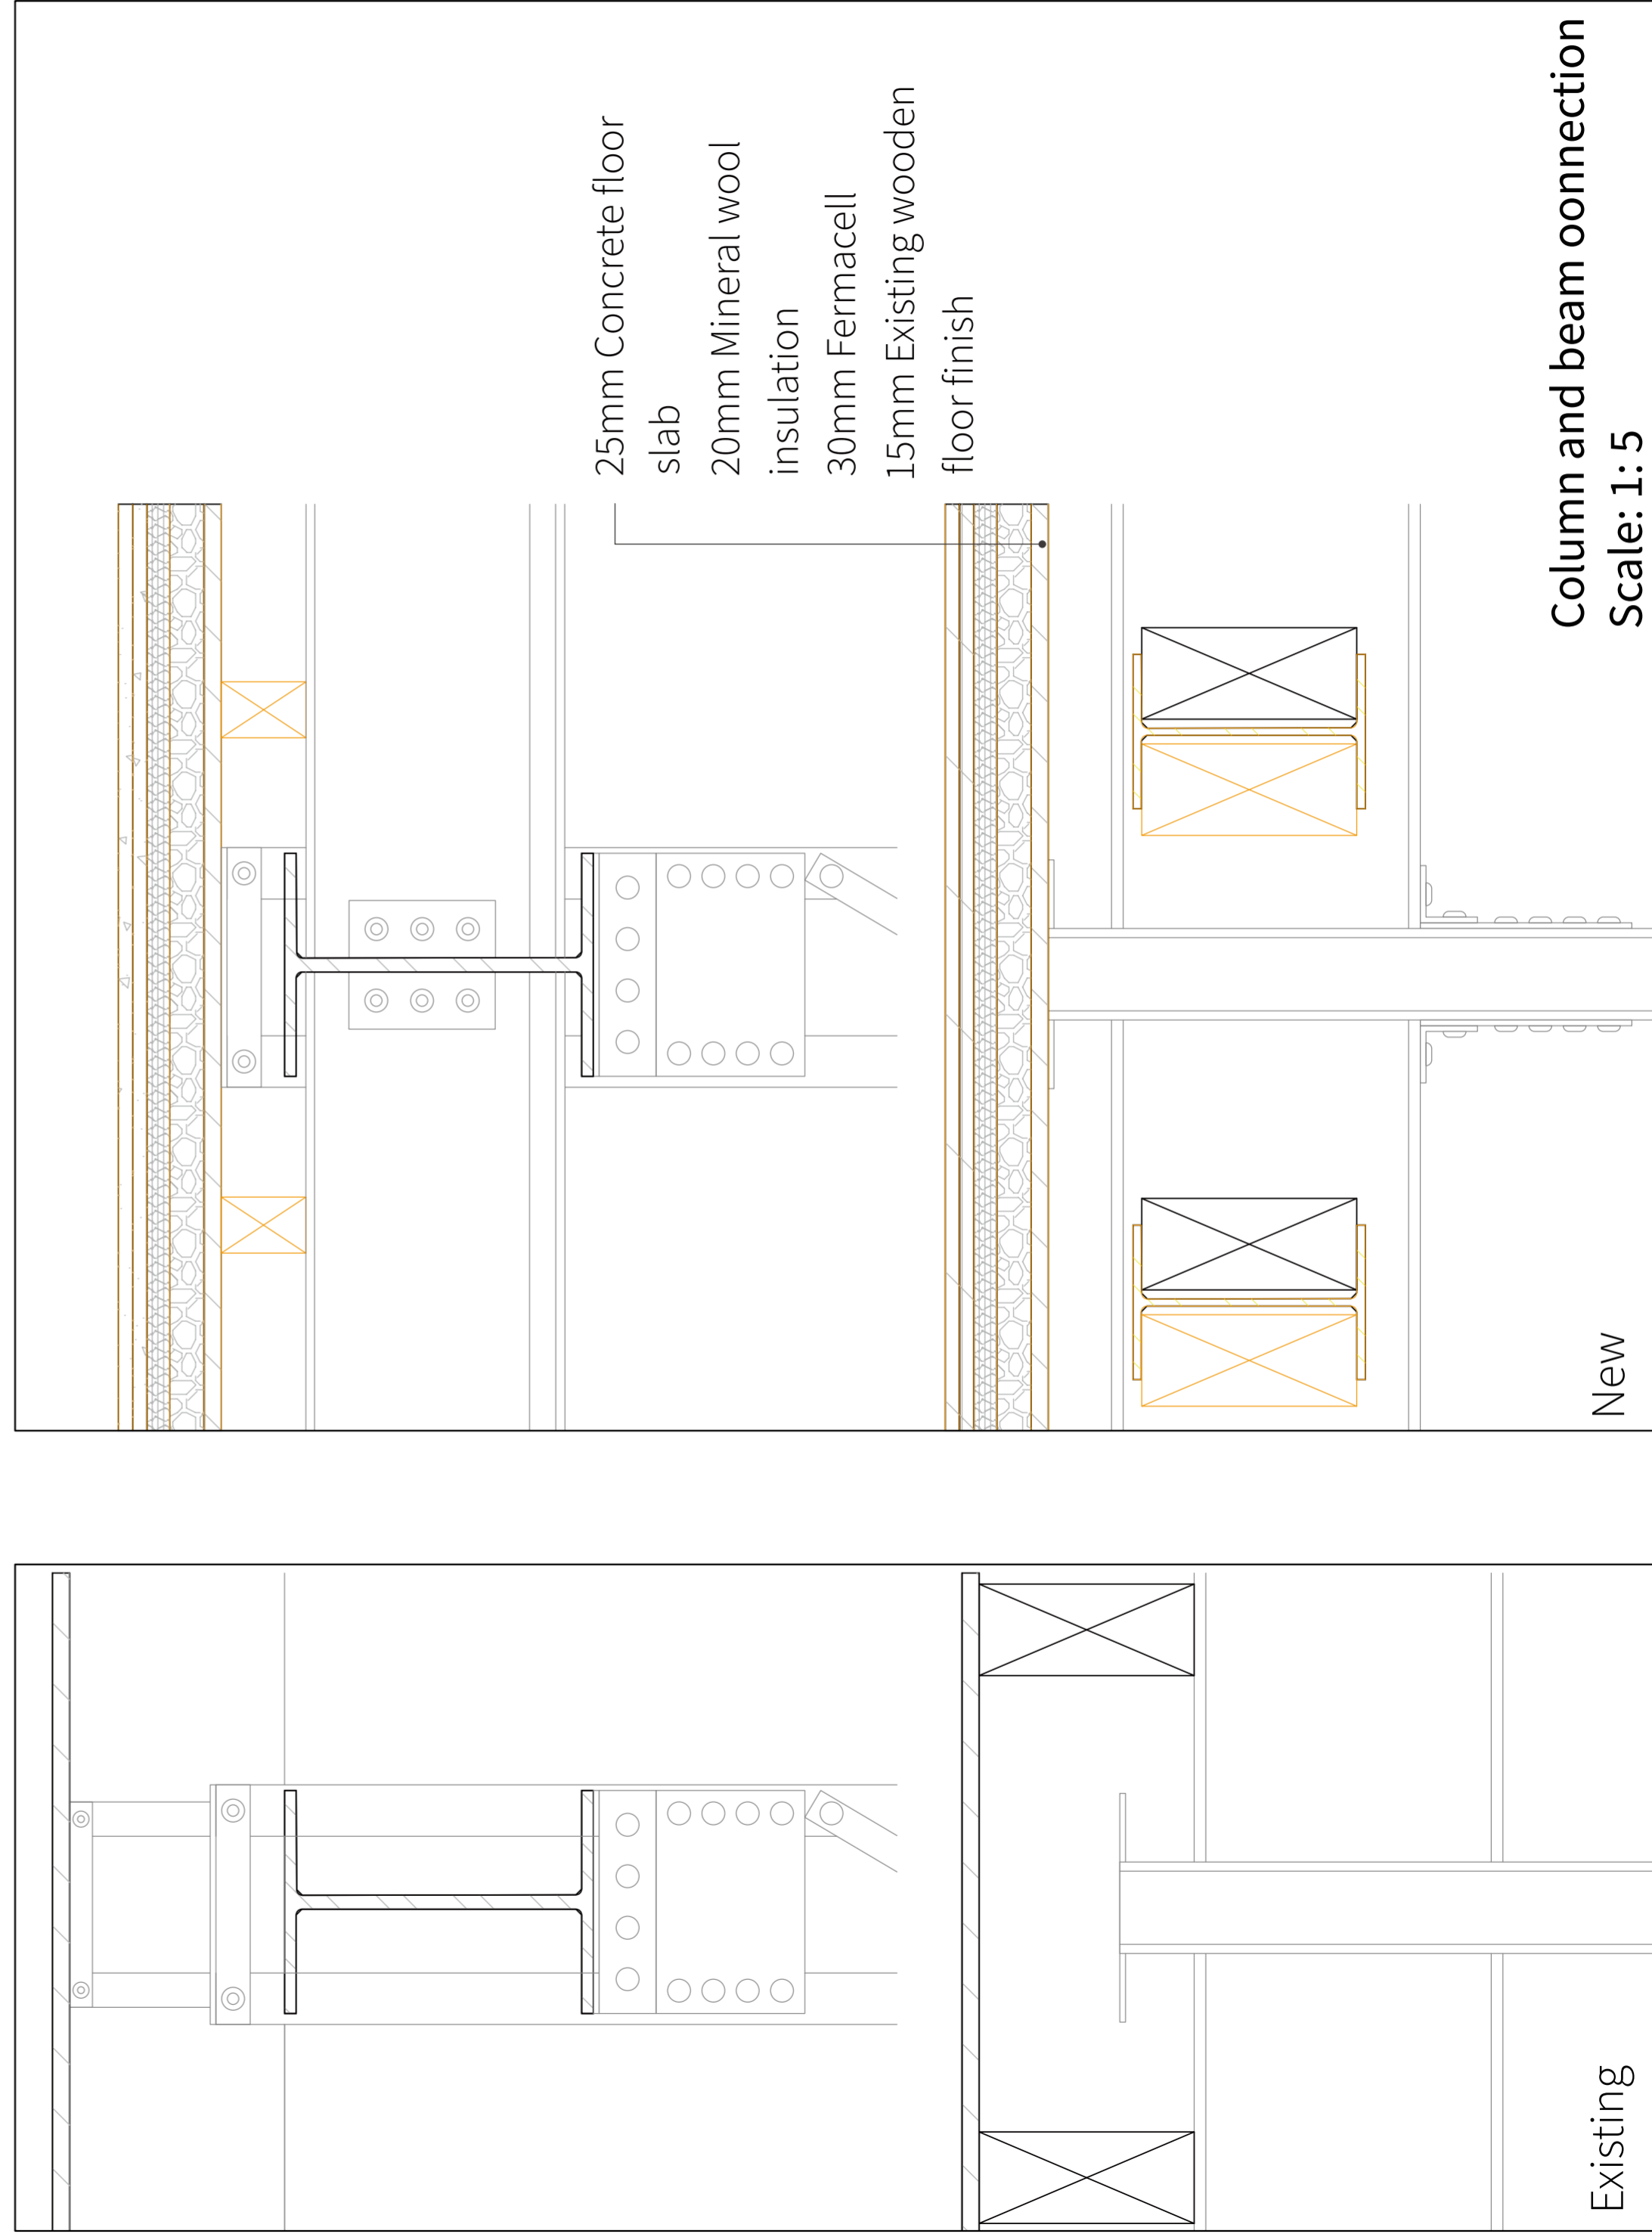 25mm Concrete floor
slab
20mm Mineral wool
insulation
30mm Fermacell
15mm Existing wooden
floor finish
Existing
New
Column and beam oonnection
Scale: 1: 5